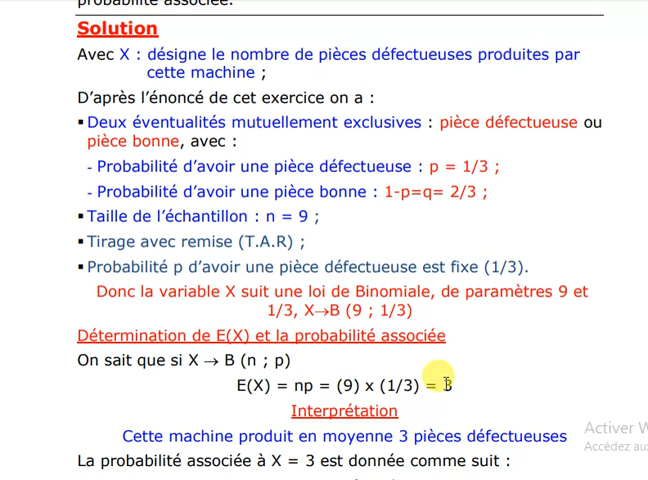 probabilité associée.
Solution
Avec X : désigne le nombre de pièces défectueuses produites par
cette machine ;
D'après l'énoncé de cet exercice on a :
▪ Deux éventualités mutuellement exclusives : pièce défectueuse ou
pièce bonne, avec :
- Probabilité d'avoir une pièce défectueuse : p = 1/3 ;
- Probabilité d'avoir une pièce bonne : 1-p=q= 2/3 ;
▪ Taille de l'échantillon : n = 9 ;
▪ Tirage avec remise (T.A.R) ;
▪ Probabilité p d'avoir une pièce défectueuse est fixe (1/3).
Donc la variable X suit une loi de Binomiale, de paramètres 9 et
1/3, X→B (9 ; 1/3)
Détermination de E(X) et la probabilité associée
On sait que si X → B (n ; p)
E(X) = np = (9) x (1/3) = 3
Interprétation
Cette machine produit en moyenne 3 pièces défectueuses
Activer W
Accédez au
La probabilité associée à X = 3 est donnée comme suit :